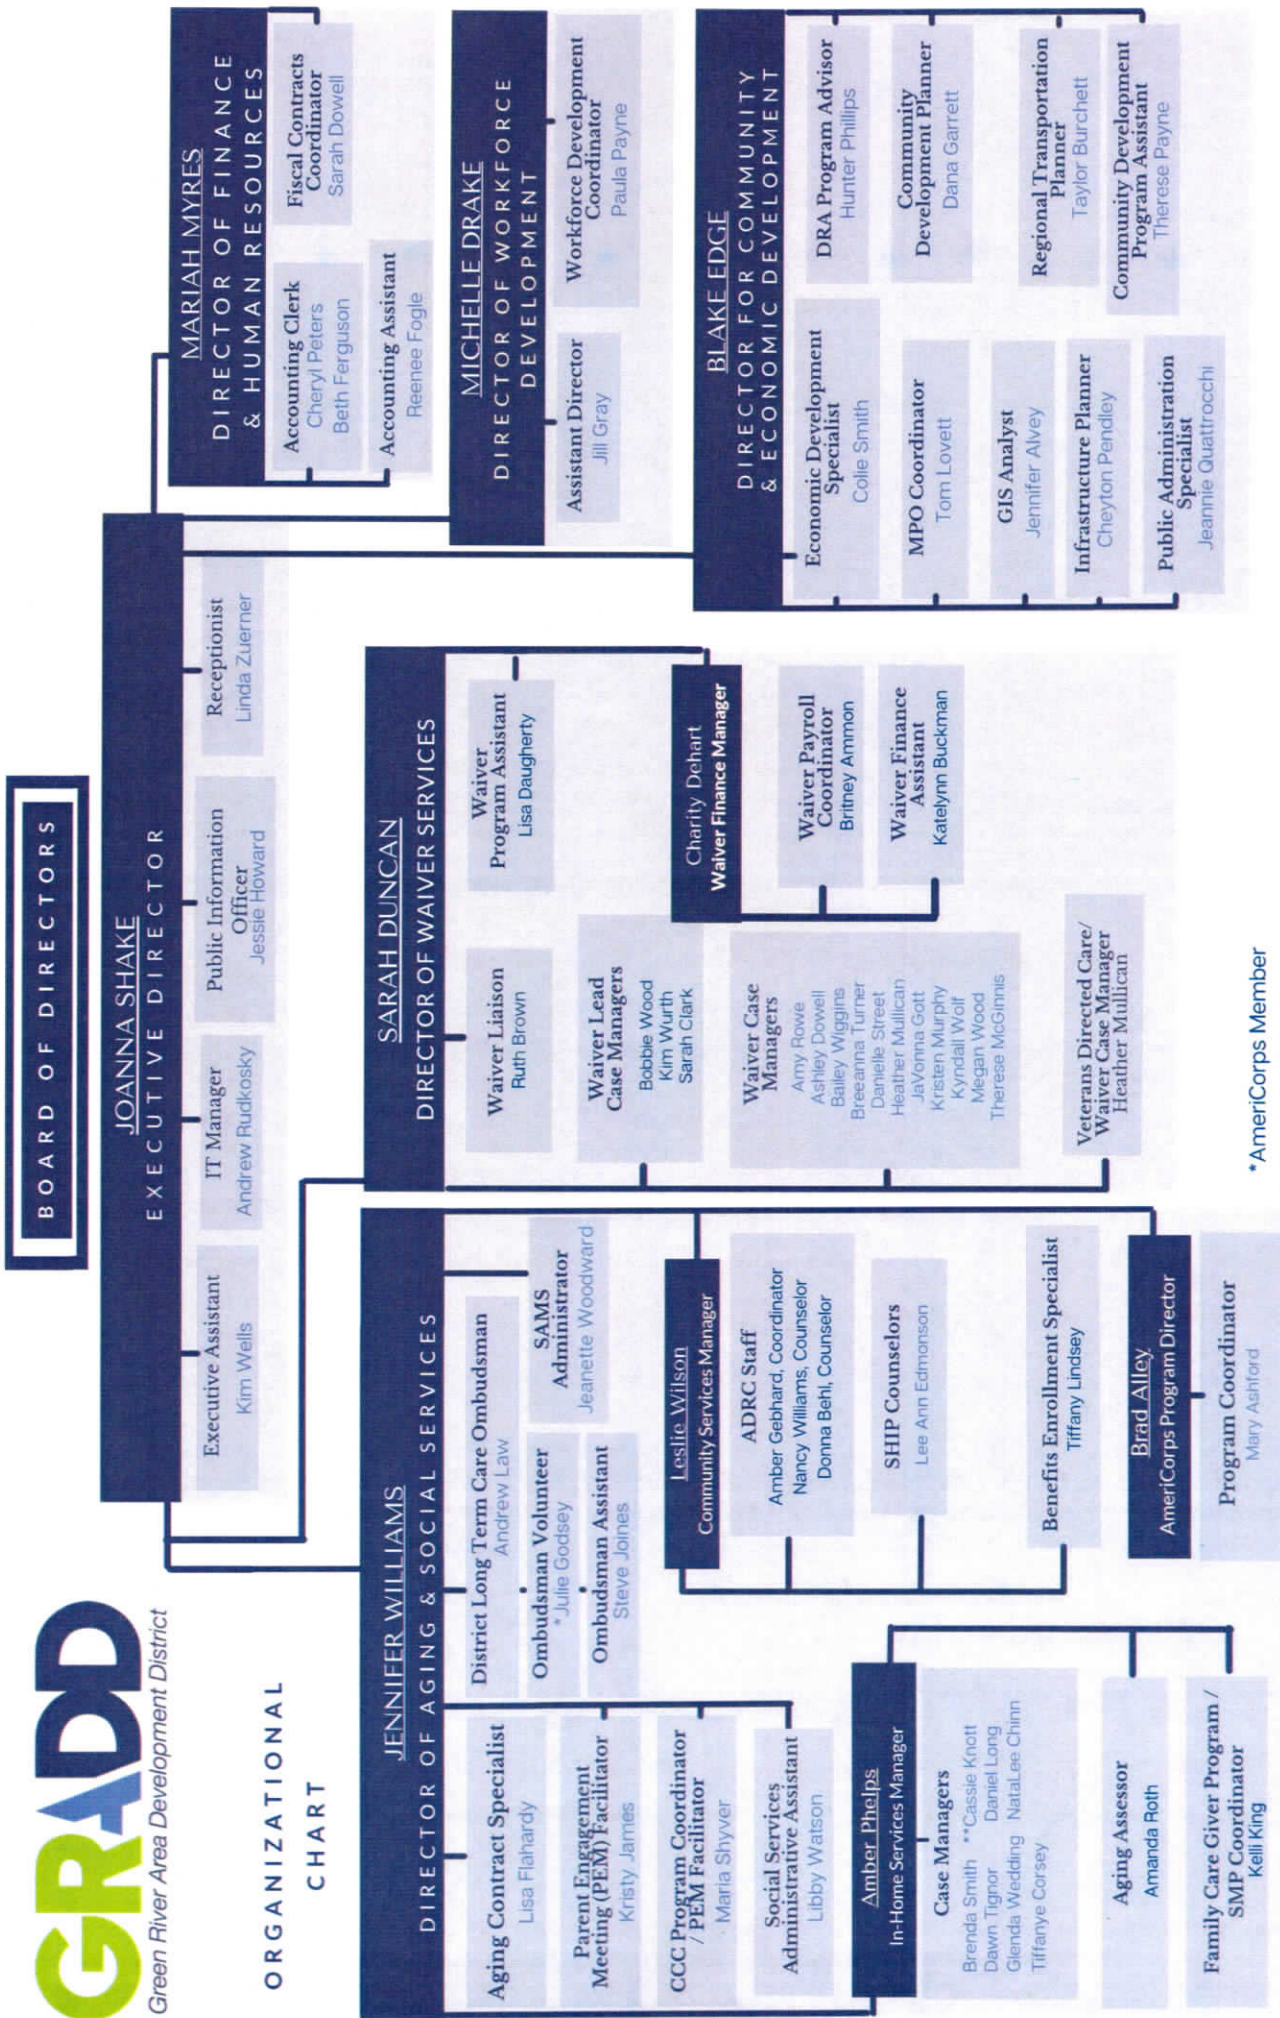 GRADD
Green River Area Development District
ORGANIZATIONAL
CHART
BOARD OF DIRECTORS
JOANNA SHAKE
EXECUTIVE DIRECTOR
Executive Assistant
Kim Wells
IT Manager
Andrew Rudkosky
Public Information
Officer
Jessie Howard
Receptionist
Linda Zuerner
JENNIFER WILLIAMS
DIRECTOR OF AGING & SOCIAL SERVICES
Aging Contract Specialist
Lisa Flahardy
Parent Engagement
Meeting (PEM) Facilitator
Kristy James
CCC Program Coordinator
/ PEM Facilitator
Maria Shyver
Social Services
Administrative Assistant
Libby Watson
District Long Term Care Ombudsman
Andrew Law
Ombudsman Volunteer
*Julie Godsey
Ombudsman Assistant
Steve Joines
SAMS
Administrator
Jeanette Woodward
Amber Phelps
In-Home Services Manager
Case Managers
Brenda Smith **Cassie Knott
Dawn Tignor Daniel Long
Glenda Wedding NataLee Chinn
Tiffanye Corsey
Aging Assessor
Amanda Roth
Family Care Giver Program /
SMP Coordinator
Kelli King
Leslie Wilson
Community Services Manager
ADRC Staff
Amber Gebhard, Coordinator
Nancy Williams, Counselor
Donna Behl, Counselor
SHIP Counselors
Lee Ann Edmonson
Benefits Enrollment Specialist
Tiffany Lindsey
Brad Alley
AmeriCorps Program Director
Program Coordinator
Mary Ashford
SARAH DUNCAN
DIRECTOR OF WAIVER SERVICES
Waiver Liaison
Ruth Brown
Waiver Lead
Case Managers
Bobbie Wood
Kim Wurth
Sarah Clark
Waiver Case
Managers
Amy Rowe
Ashley Dowell
Bailey Wiggins
Breeanna Turner
Danielle Street
Heather Mullican
JaVonna Gott
Kristen Murphy
Kyndall Wolf
Megan Wood
Therese McGinnis
Veterans Directed Care/
Waiver Case Manager
Heather Mullican
Waiver
Program Assistant
Lisa Daugherty
Charity Dehart
Waiver Finance Manager
Waiver Payroll
Coordinator
Britney Ammon
Waiver Finance
Assistant
Katelynn Buckman
MARIAH MYRES
DIRECTOR OF FINANCE
& HUMAN RESOURCES
Accounting Clerk
Cheryl Peters
Beth Ferguson
Accounting Assistant
Reenee Fogle
Fiscal Contracts
Coordinator
Sarah Dowell
MICHELLE DRAKE
DIRECTOR OF WORKFORCE
DEVELOPMENT
Assistant Director
Jill Gray
Workforce Development
Coordinator
Paula Payne
BLAKE EDGE
DIRECTOR FOR COMMUNITY
& ECONOMIC DEVELOPMENT
Economic Development
Specialist
Colie Smith
MPO Coordinator
Tom Lovett
GIS Analyst
Jennifer Alvey
Infrastructure Planner
Cheyton Pendley
Public Administration
Specialist
Jeannie Quattrocchi
DRA Program Advisor
Hunter Phillips
Community
Development Planner
Dana Garrett
Regional Transportation
Planner
Taylor Burchett
Community Development
Program Assistant
Therese Payne
*AmeriCorps Member